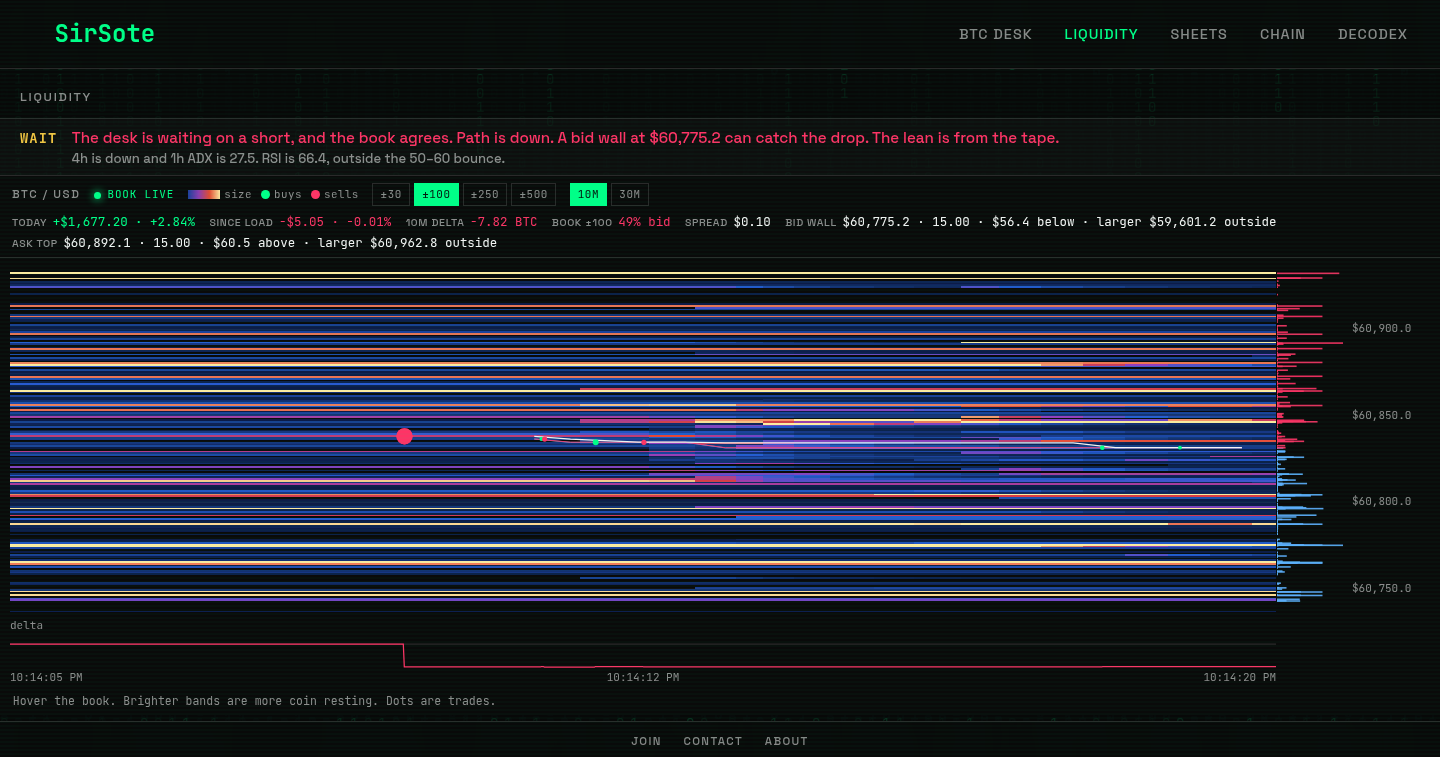 SirSote
BTC DESK LIQUIDITY SHEETS CHAIN DECODEX
LIQUIDITY
WAIT The desk is waiting on a short, and the book agrees. Path is down. A bid wall at $60,775.2 can catch the drop. The lean is from the tape.
4h is down and 1h ADX is 27.5. RSI is 66.4, outside the 50–60 bounce.
BTC / USD BOOK LIVE size buys sells ±30 ±100 ±250 ±500 10M 30M
TODAY +$1,677.20 · +2.84% SINCE LOAD -$5.05 · -0.01% 10M DELTA -7.82 BTC BOOK ±100 49% bid SPREAD $0.10 BID WALL $60,775.2 · 15.00 · $56.4 below · larger $59,601.2 outside
ASK TOP $60,892.1 · 15.00 · $60.5 above · larger $60,962.8 outside
$60,900.0
$60,850.0
$60,800.0
$60,750.0
delta
10:14:05 PM 10:14:12 PM 10:14:20 PM
Hover the book. Brighter bands are more coin resting. Dots are trades.
JOIN CONTACT ABOUT